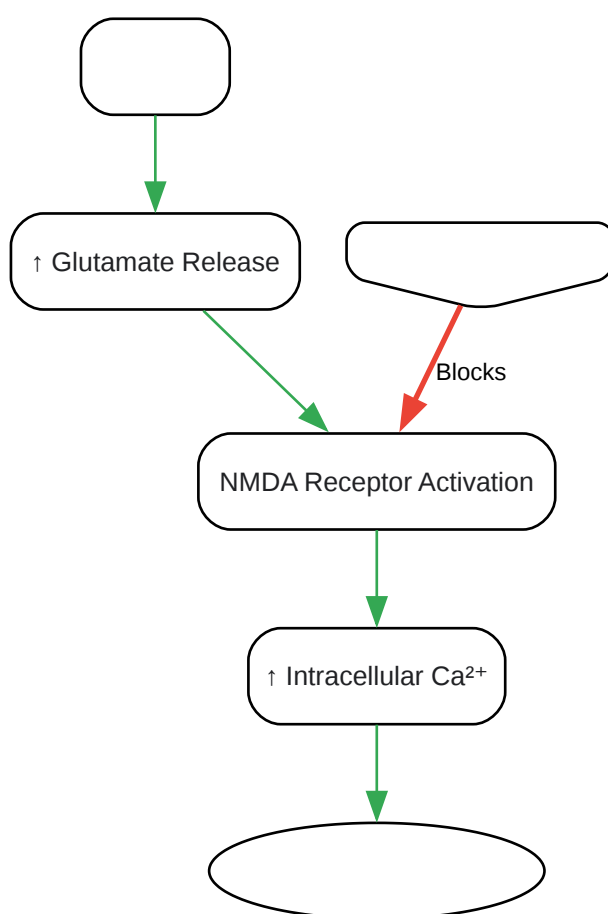 ↑ Glutamate Release
Blocks
NMDA Receptor Activation
↑ Intracellular Ca²⁺